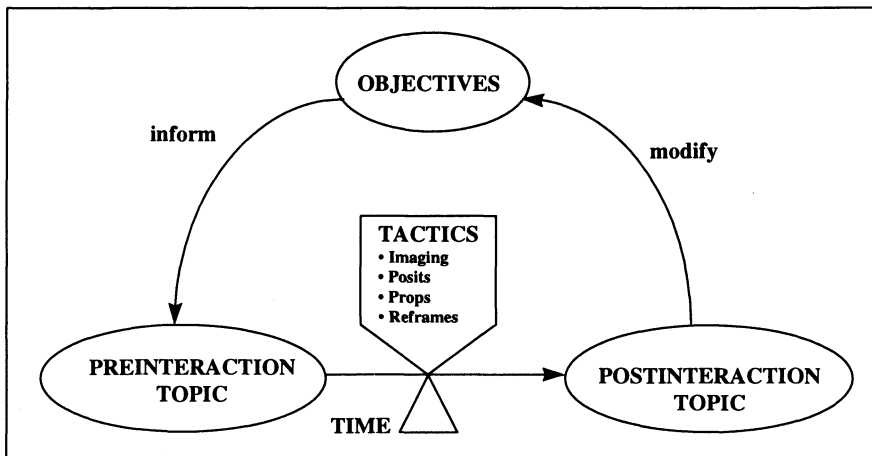 OBJECTIVES
inform
modify
TACTICS
• Imaging
• Posits
• Props
• Reframes
PREINTERACTION
TOPIC
POSTINTERACTION
TOPIC
TIME